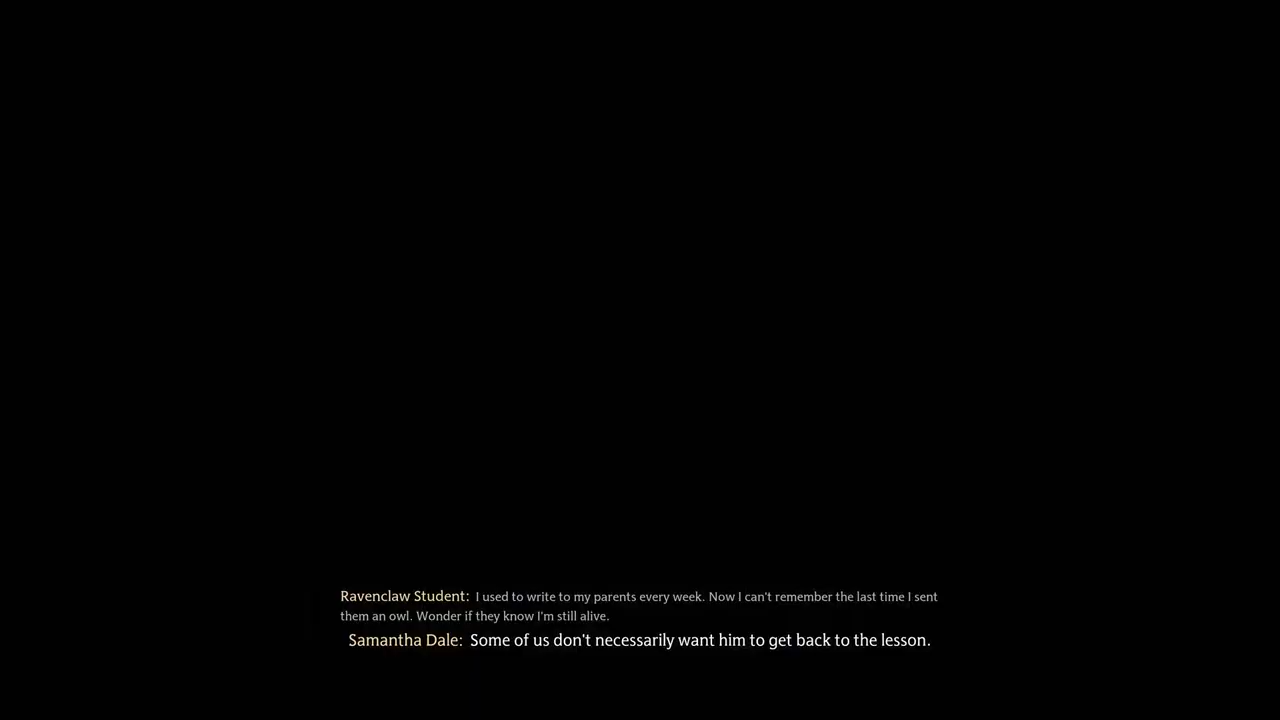 Ravenclaw Student: I used to write to my parents every week. Now I can't remember the last time I sent
them an owl. Wonder if they know I'm still alive.
Samantha Dale: Some of us don't necessarily want him to get back to the lesson.